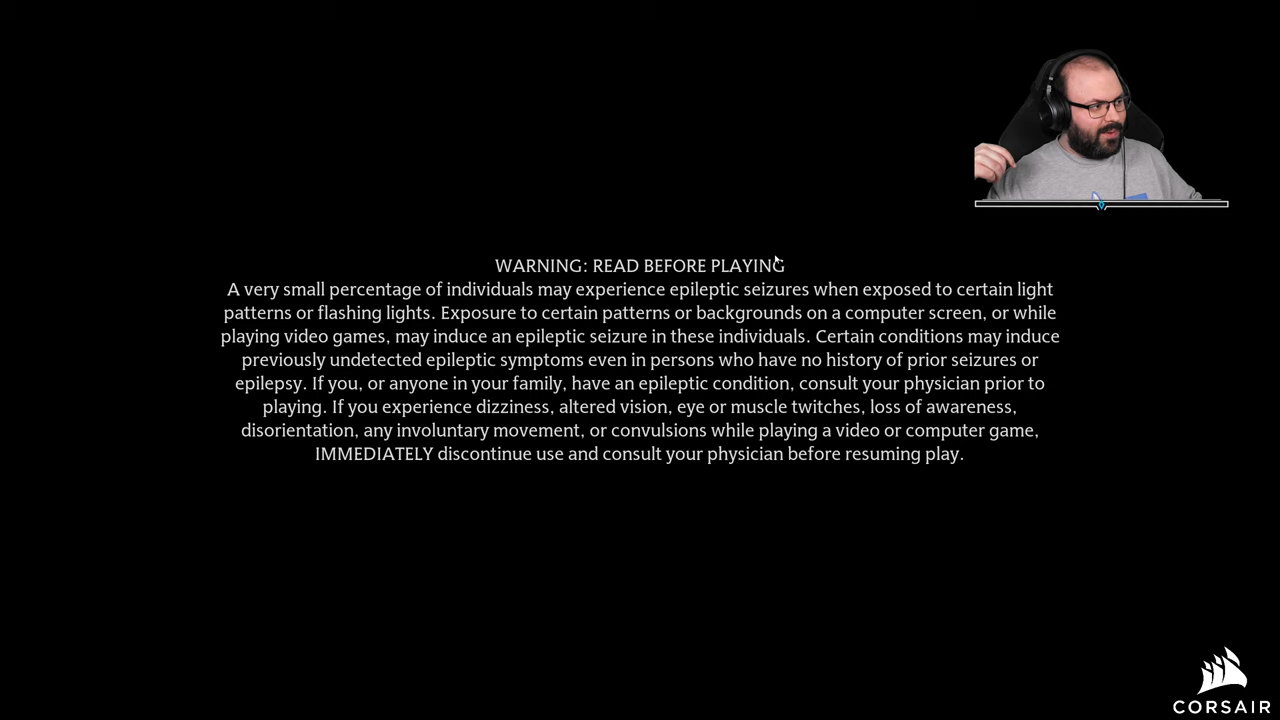 WARNING: READ BEFORE PLAYING
A very small percentage of individuals may experience epileptic seizures when exposed to certain light
patterns or flashing lights. Exposure to certain patterns or backgrounds on a computer screen, or while
playing video games, may induce an epileptic seizure in these individuals. Certain conditions may induce
previously undetected epileptic symptoms even in persons who have no history of prior seizures or
epilepsy. If you, or anyone in your family, have an epileptic condition, consult your physician prior to
playing. If you experience dizziness, altered vision, eye or muscle twitches, loss of awareness,
disorientation, any involuntary movement, or convulsions while playing a video or computer game,
IMMEDIATELY discontinue use and consult your physician before resuming play.
CORSAIR